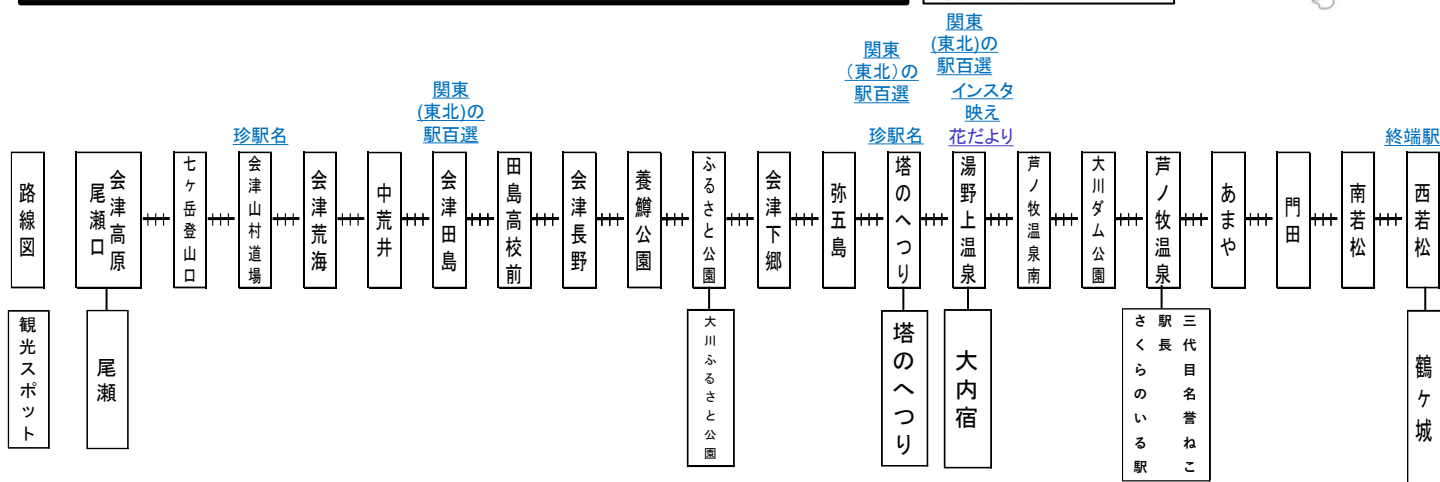 関東
(東北)の
駅百選
関東
（東北）の
駅百選
関東
(東北)の
駅百選
インスタ
映え
珍駅名
珍駅名
花だより
終端駅
路線図
会津高原
尾瀬口
七ケ岳登山口
会津山村道場
会津荒海
中荒井
会津田島
田島高校前
会津長野
養鱒公園
ふるさと公園
会津下郷
弥五島
塔のへつり
湯野上温泉
芦ノ牧温泉南
大川ダム公園
芦ノ牧温泉
あまや
門田
南若松
西若松
観光スポット
尾瀬
大川ふるさと公園
塔のへつり
大内宿
三代目名誉ねこ
駅長
さくらのいる駅
鶴ケ城